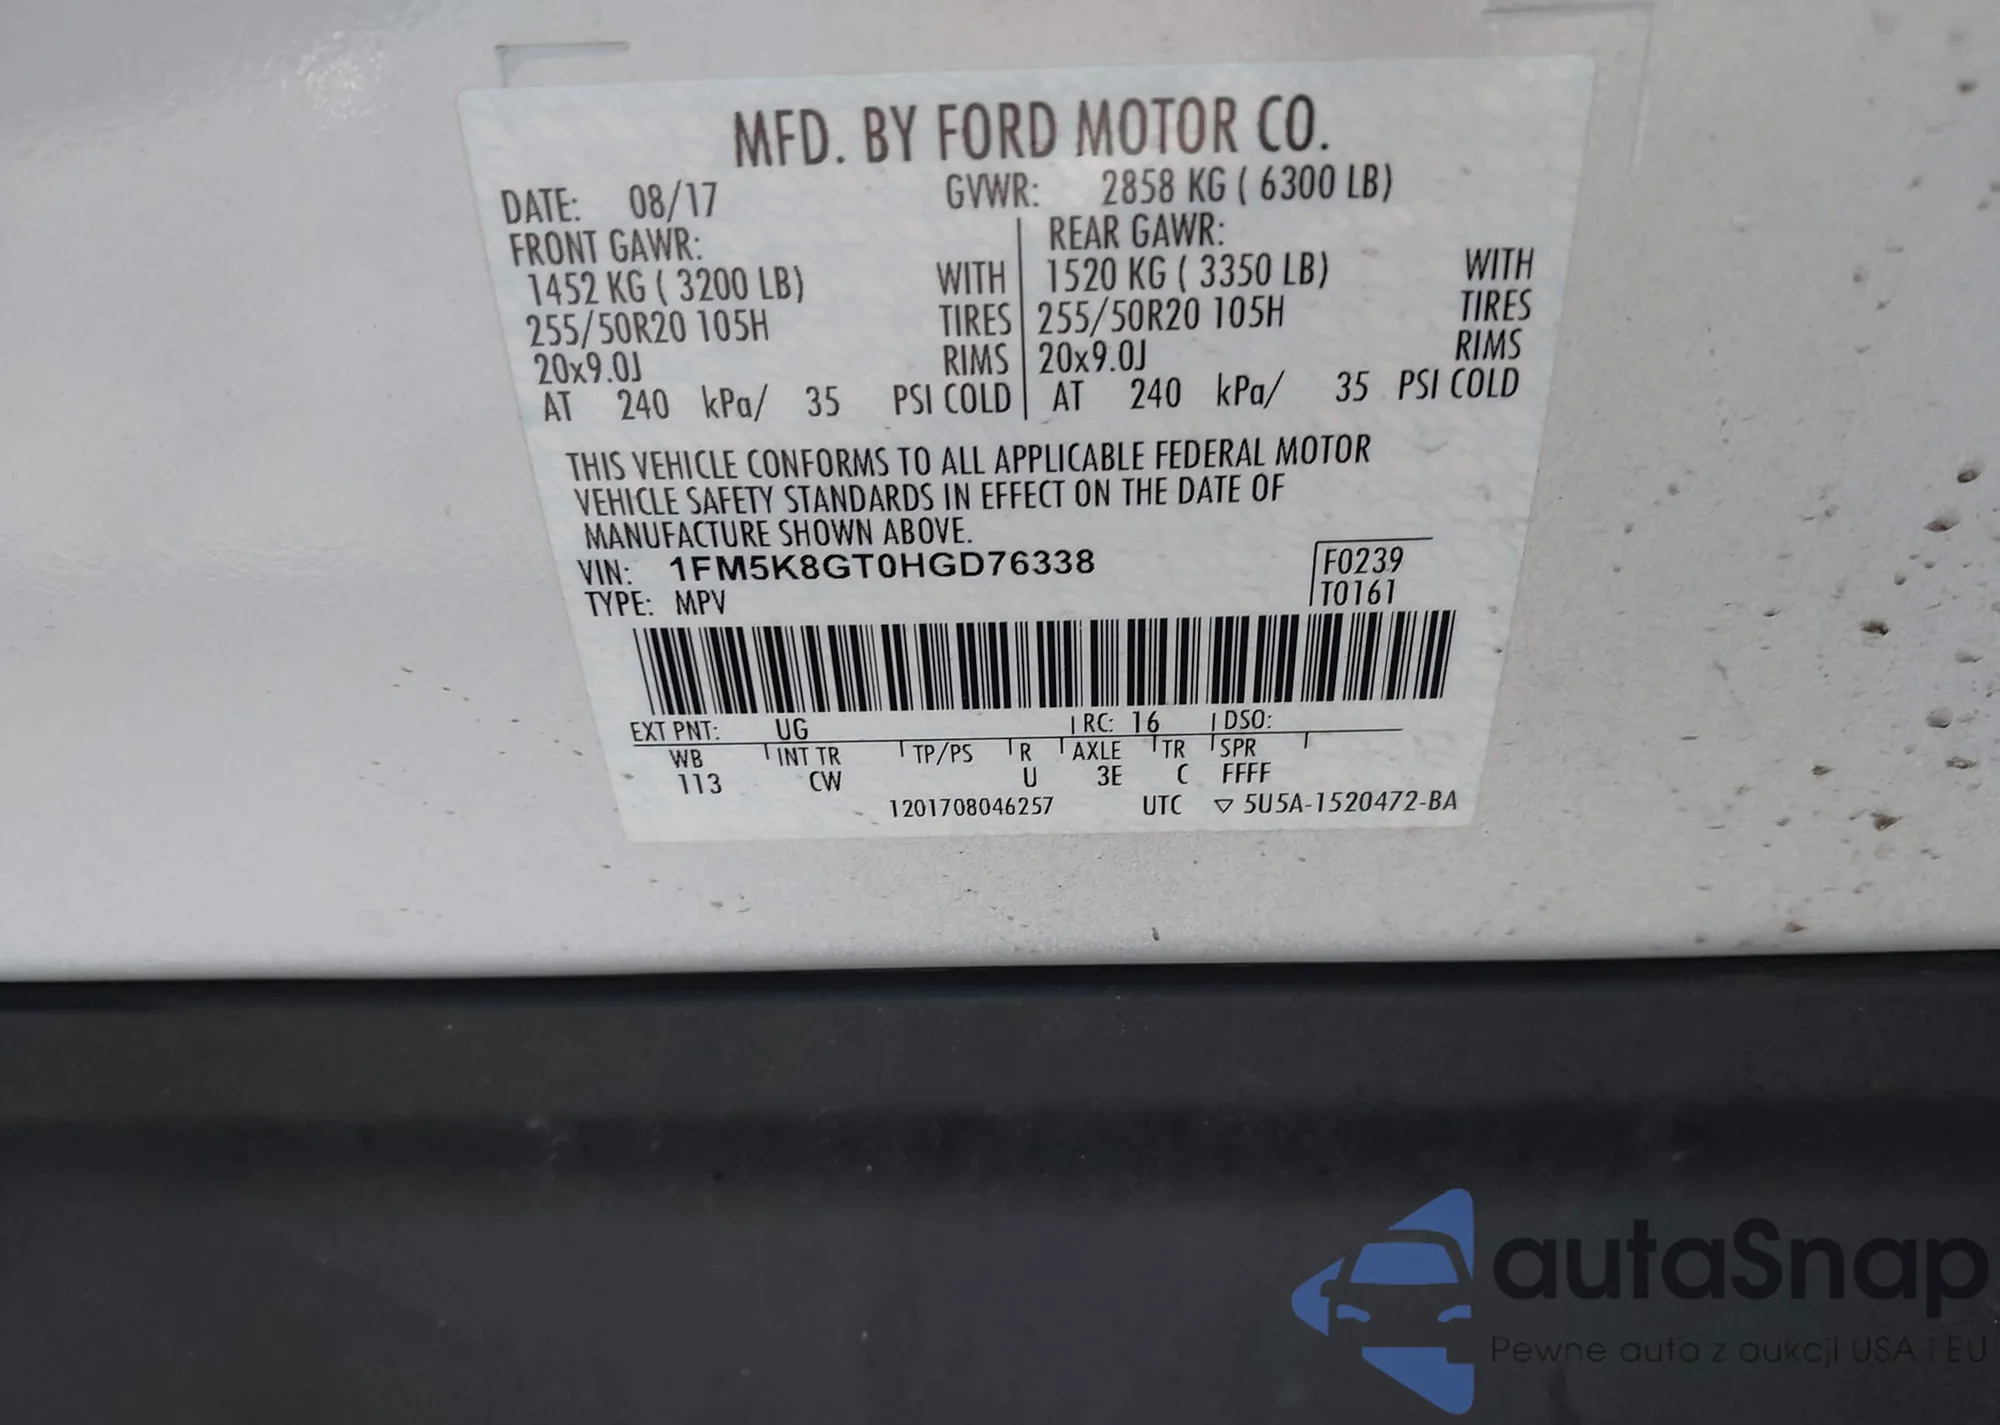 MFD. BY FORD MOTOR CO.
DATE: 08/17 GVWR: 2858 KG ( 6300 LB)
FRONT GAWR: REAR GAWR:
1452 KG ( 3200 LB) WITH 1520 KG ( 3350 LB) WITH
255/50R20 105H TIRES 255/50R20 105H TIRES
20x9.0J RIMS 20x9.0J RIMS
AT 240 kPa/ 35 PSI COLD AT 240 kPa/ 35 PSI COLD
THIS VEHICLE CONFORMS TO ALL APPLICABLE FEDERAL MOTOR
VEHICLE SAFETY STANDARDS IN EFFECT ON THE DATE OF
MANUFACTURE SHOWN ABOVE.
VIN: 1FM5K8GT0HGD76338 F0239
TYPE: MPV T0161
EXT PNT: UG RC: 16 DSO:
WB INT TR TP/PS R AXLE TR SPR
113 CW U 3E C FFFF
1201708046257 UTC ▽ 5U5A-1520472-BA
autaSnap
Pewne auta z aukcji USA i EU